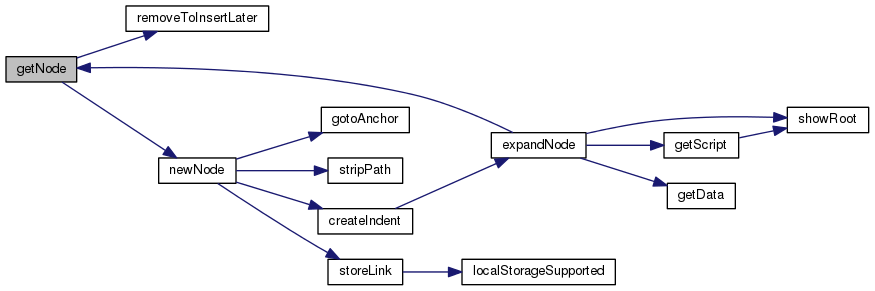 removeToInsertLater
getNode
gotoAnchor
showRoot
expandNode
getScript
newNode
stripPath
getData
createIndent
storeLink
localStorageSupported